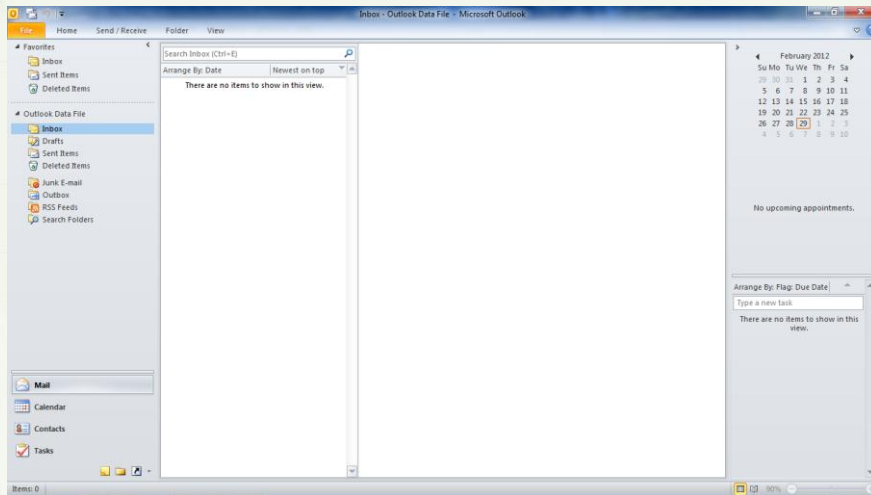 Inbox - Outlook Data File - Microsoft Outlook
File Home Send / Receive Folder View
Favorites
Inbox
Sent Items
Deleted Items
Outlook Data File
Inbox
Drafts
Sent Items
Deleted Items
Junk E-mail
Outbox
RSS Feeds
Search Folders
Mail
Calendar
Contacts
Tasks
Items: 0
Search Inbox (Ctrl+E)
Arrange By: Date Newest on top
There are no items to show in this view.
February 2012
Su Mo Tu We Th Fr Sa
29 30 31 1 2 3 4
5 6 7 8 9 10 11
12 13 14 15 16 17 18
19 20 21 22 23 24 25
26 27 28 29 1 2 3
4 5 6 7 8 9 10
No upcoming appointments.
Arrange By: Flag: Due Date
Type a new task
There are no items to show in this
view.
90%